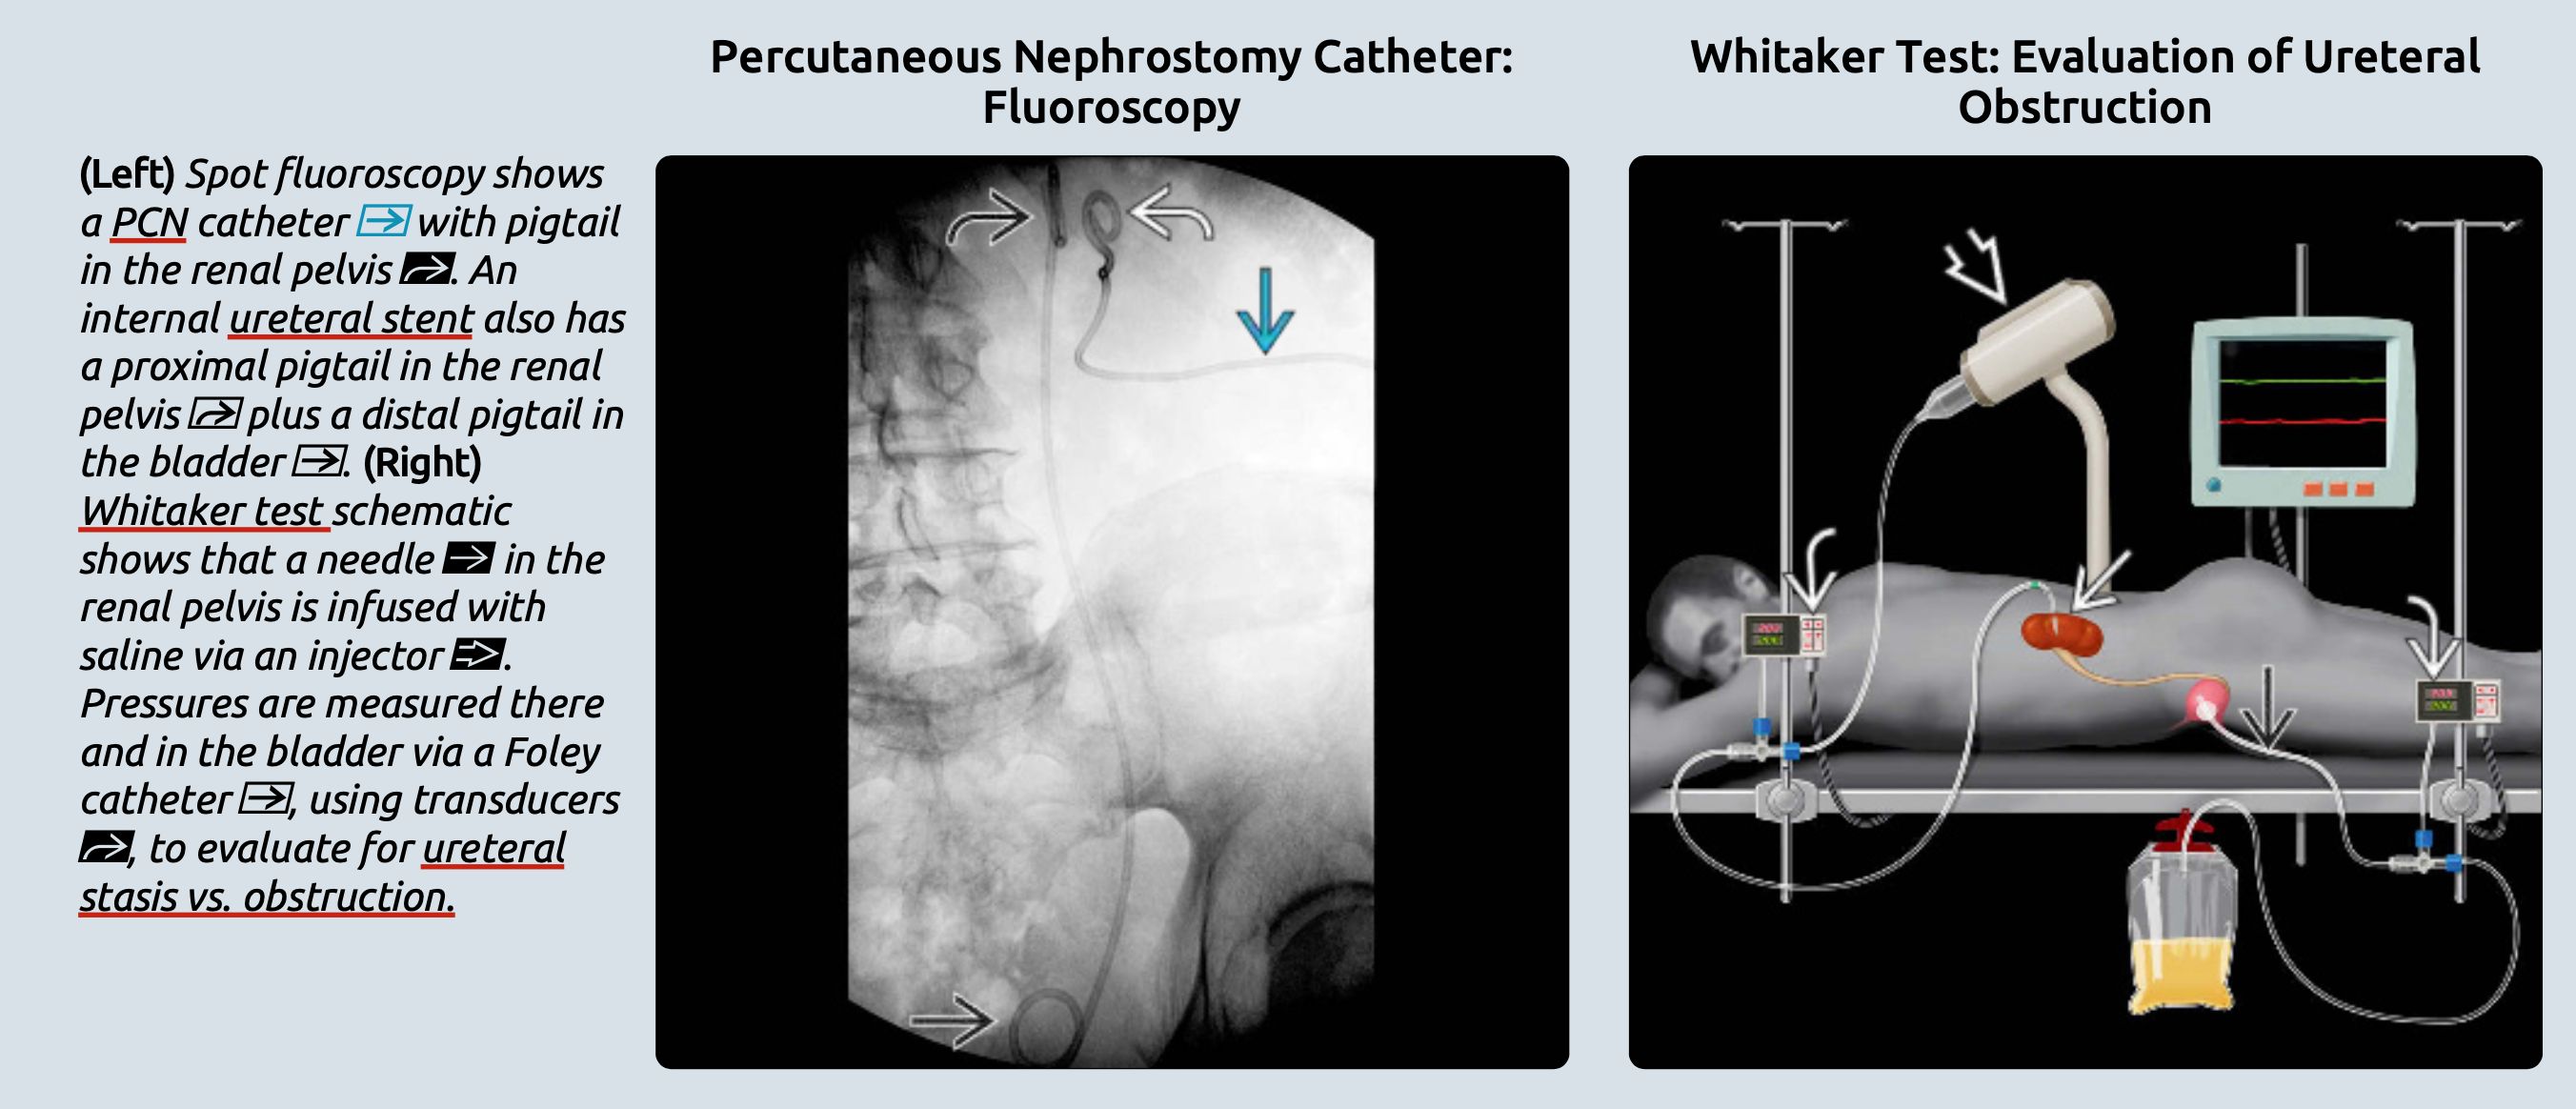 Percutaneous Nephrostomy Catheter:
Fluoroscopy
Whitaker Test: Evaluation of Ureteral
Obstruction
(Left) Spot fluoroscopy shows
a PCN catheter with pigtail
in the renal pelvis. An
internal ureteral stent also has
a proximal pigtail in the renal
pelvis plus a distal pigtail in
the bladder. (Right)
Whitaker test schematic
shows that a needle in the
renal pelvis is infused with
saline via an injector.
Pressures are measured there
and in the bladder via a Foley
catheter, using transducers
, to evaluate for ureteral
stasis vs. obstruction.